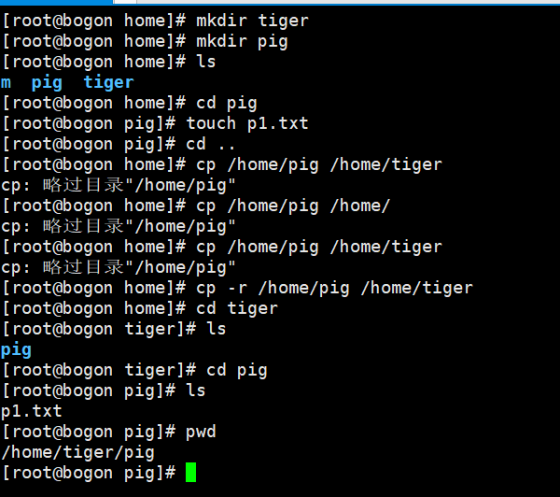 [root@bogon home]# mkdir tiger
[root@bogon home]# mkdir pig
[root@bogon home]# ls
m  pig  tiger
[root@bogon home]# cd pig
[root@bogon pig]# touch p1.txt
[root@bogon pig]# cd ..
[root@bogon home]# cp /home/pig /home/tiger
cp: 略过目录"/home/pig"
[root@bogon home]# cp /home/pig /home/
cp: 略过目录"/home/pig"
[root@bogon home]# cp /home/pig /home/tiger
cp: 略过目录"/home/pig"
[root@bogon home]# cp -r /home/pig /home/tiger
[root@bogon home]# cd tiger
[root@bogon tiger]# ls
pig
[root@bogon tiger]# cd pig
[root@bogon pig]# ls
p1.txt
[root@bogon pig]# pwd
/home/tiger/pig
[root@bogon pig]#